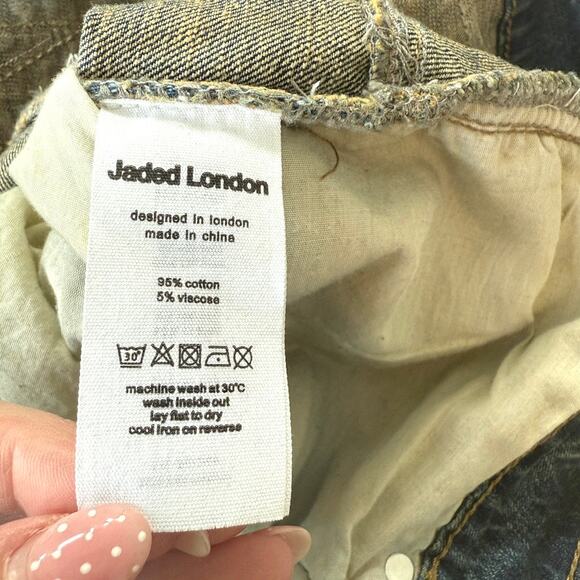 Jaded London
designed in london
made in china
95% cotton
5% viscose
30°
machine wash at 30°C
wash inside out
lay flat to dry
cool iron on reverse